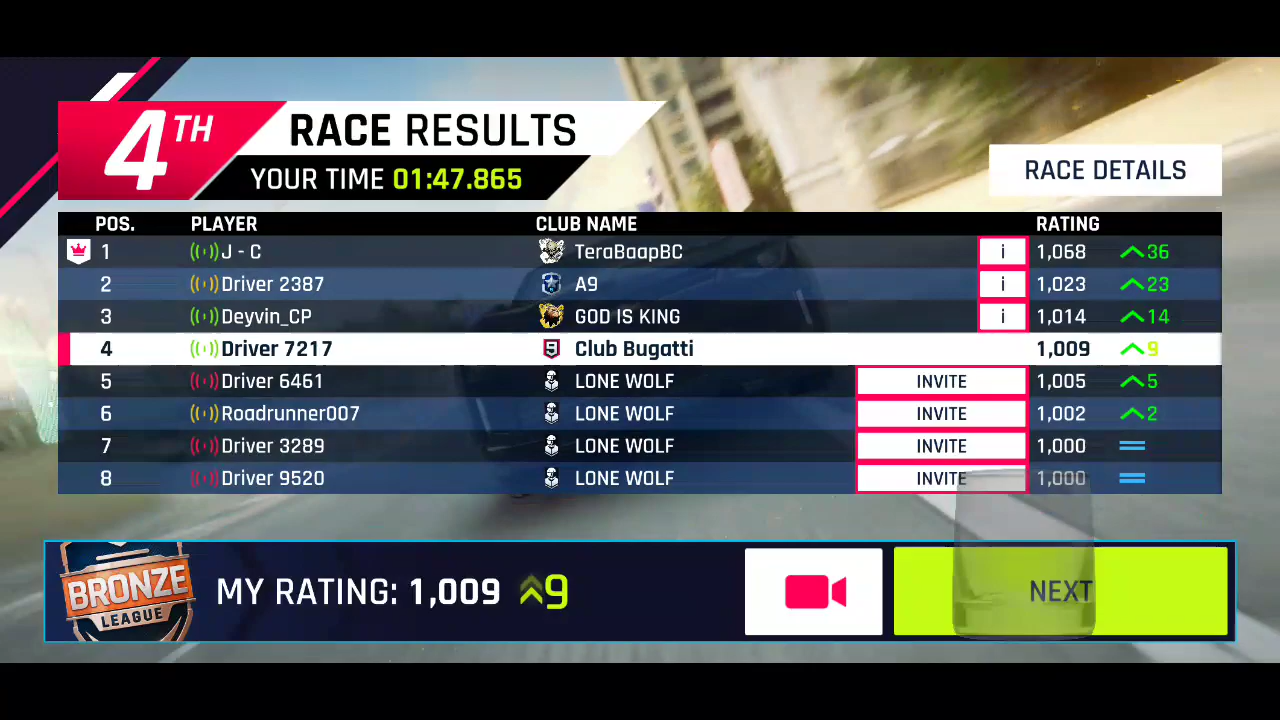 4TH
RACE RESULTS
YOUR TIME 01:47.865
RACE DETAILS
POS. PLAYER CLUB NAME RATING
1 J - C TeraBaapBC i 1,068 36
2 Driver 2387 A9 i 1,023 23
3 Deyvin_CP GOD IS KING i 1,014 14
4 Driver 7217 Club Bugatti 1,009 9
5 Driver 6461 LONE WOLF INVITE 1,005 5
6 Roadrunner007 LONE WOLF INVITE 1,002 2
7 Driver 3289 LONE WOLF INVITE 1,000
8 Driver 9520 LONE WOLF INVITE 1,000
BRONZE
LEAGUE
MY RATING: 1,009 9
NEXT